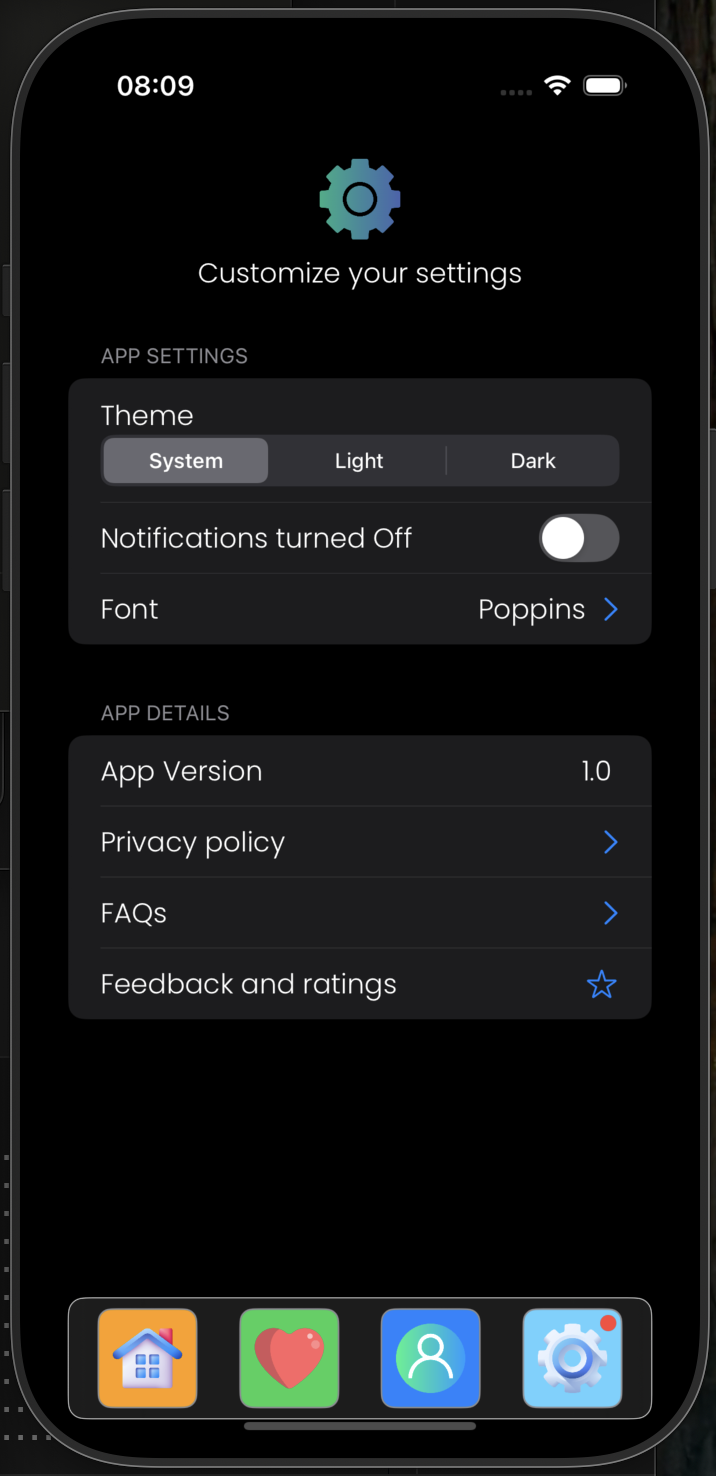 08:09
Customize your settings
APP SETTINGS
Theme
System Light Dark
Notifications turned Off
Font Poppins
APP DETAILS
App Version 1.0
Privacy policy
FAQs
Feedback and ratings